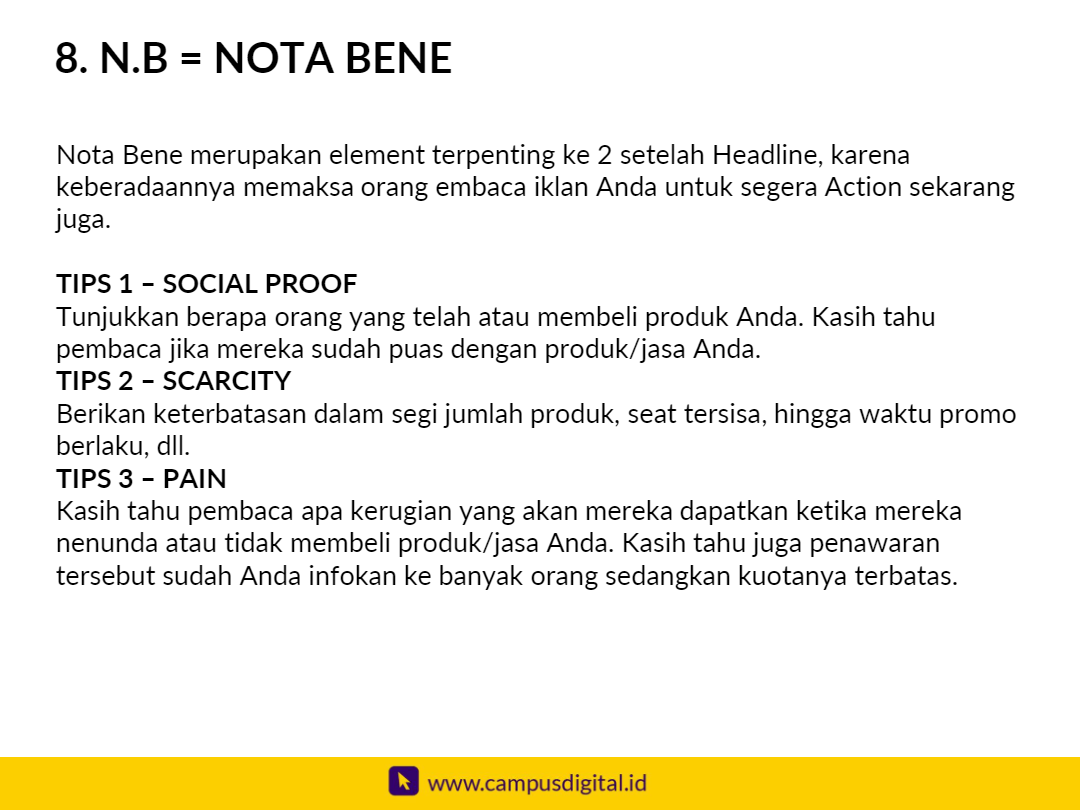 8. N.B = NOTA BENE
Nota Bene merupakan element terpenting ke 2 setelah Headline, karena
keberadaannya memaksa orang embaca iklan Anda untuk segera Action sekarang
juga.
TIPS 1 – SOCIAL PROOF
Tunjukkan berapa orang yang telah atau membeli produk Anda. Kasih tahu
pembaca jika mereka sudah puas dengan produk/jasa Anda.
TIPS 2 – SCARCITY
Berikan keterbatasan dalam segi jumlah produk, seat tersisa, hingga waktu promo
berlaku, dll.
TIPS 3 – PAIN
Kasih tahu pembaca apa kerugian yang akan mereka dapatkan ketika mereka
nenunda atau tidak membeli produk/jasa Anda. Kasih tahu juga penawaran
tersebut sudah Anda infokan ke banyak orang sedangkan kuotanya terbatas.
www.campusdigital.id